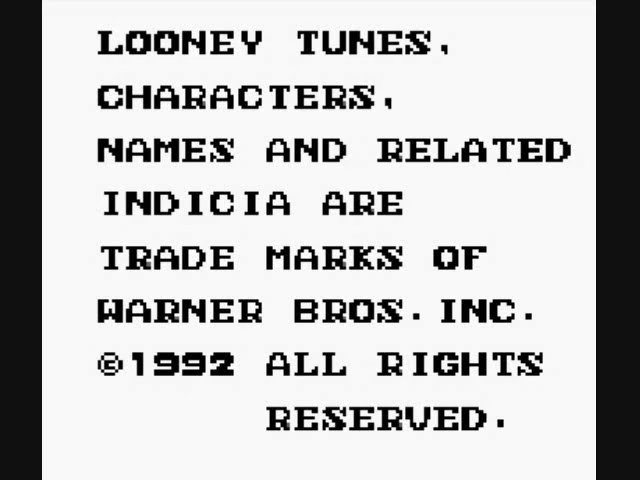 LOONEY TUNES,
CHARACTERS,
NAMES AND RELATED
INDICIA ARE
TRADE MARKS OF
WARNER BROS. INC.
©1992 ALL RIGHTS
RESERVED.